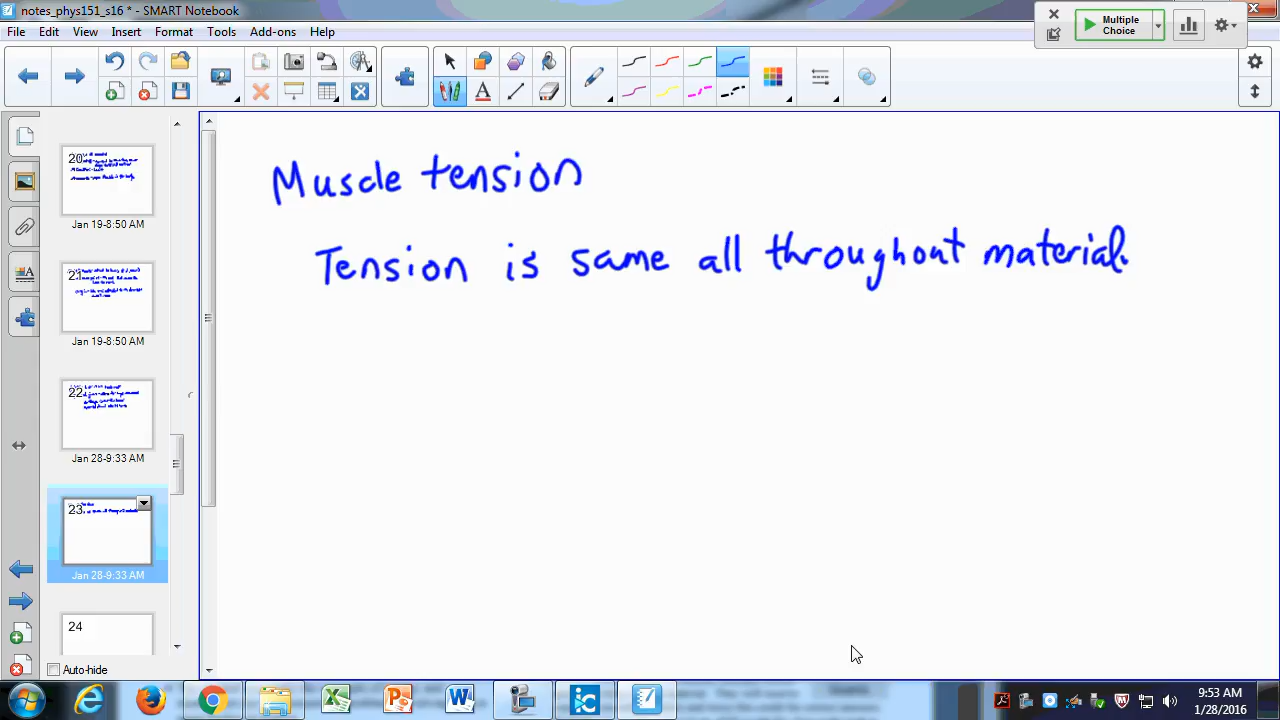 notes_phys151_s16 * - SMART Notebook
Multiple Choice
File Edit View Insert Format Tools Add-ons Help
Muscle tension
Tension is same all throughout material.
20
Jan 19-8:50 AM
21
Jan 19-8:50 AM
22
Jan 28-9:33 AM
23
Jan 28-9:33 AM
24
Auto-hide
9:53 AM
1/28/2016